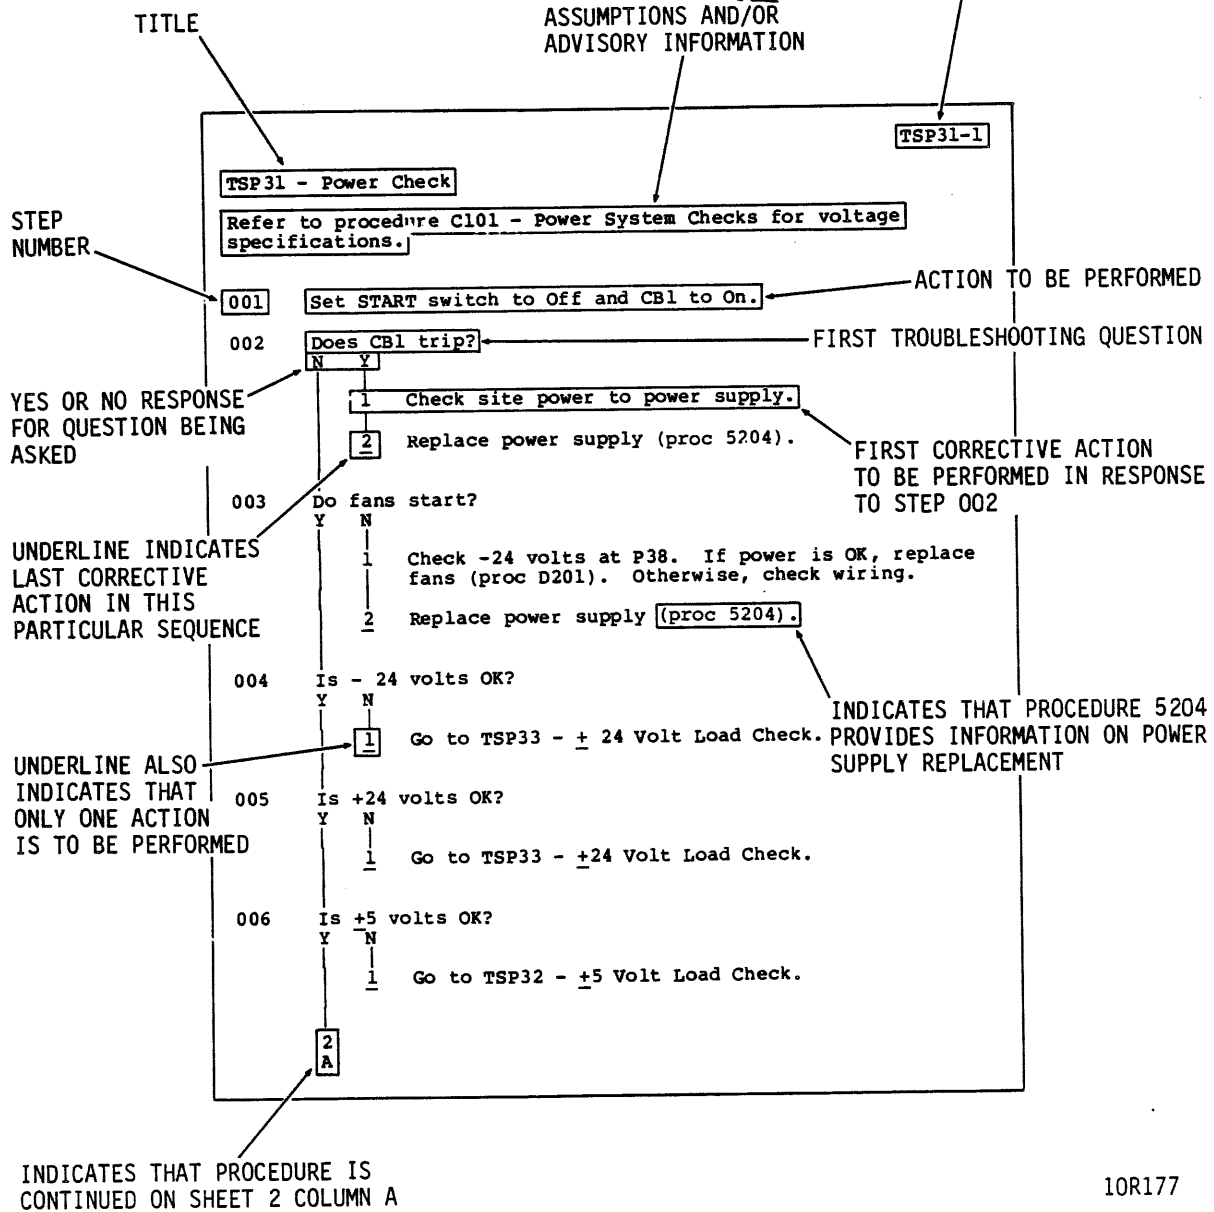 TITLE
ASSUMPTIONS AND/OR
ADVISORY INFORMATION
TSP31-1
TSP31 - Power Check
Refer to procedure C101 - Power System Checks for voltage
specifications.
STEP
NUMBER
001 Set START switch to Off and CB1 to On.
ACTION TO BE PERFORMED
002 Does CB1 trip?
FIRST TROUBLESHOOTING QUESTION
N Y
YES OR NO RESPONSE
FOR QUESTION BEING
ASKED
1 Check site power to power supply.
2 Replace power supply (proc 5204).
FIRST CORRECTIVE ACTION
TO BE PERFORMED IN RESPONSE
TO STEP 002
003 Do fans start?
Y N
UNDERLINE INDICATES
LAST CORRECTIVE
ACTION IN THIS
PARTICULAR SEQUENCE
1 Check -24 volts at P38. If power is OK, replace
fans (proc D201). Otherwise, check wiring.
2 Replace power supply (proc 5204).
004 Is - 24 volts OK?
Y N
INDICATES THAT PROCEDURE 5204
PROVIDES INFORMATION ON POWER
SUPPLY REPLACEMENT
1 Go to TSP33 - ± 24 Volt Load Check.
UNDERLINE ALSO
INDICATES THAT
ONLY ONE ACTION
IS TO BE PERFORMED
005 Is +24 volts OK?
Y N
1 Go to TSP33 - ±24 Volt Load Check.
006 Is ±5 volts OK?
Y N
1 Go to TSP32 - ±5 Volt Load Check.
2
A
INDICATES THAT PROCEDURE IS
CONTINUED ON SHEET 2 COLUMN A
10R177